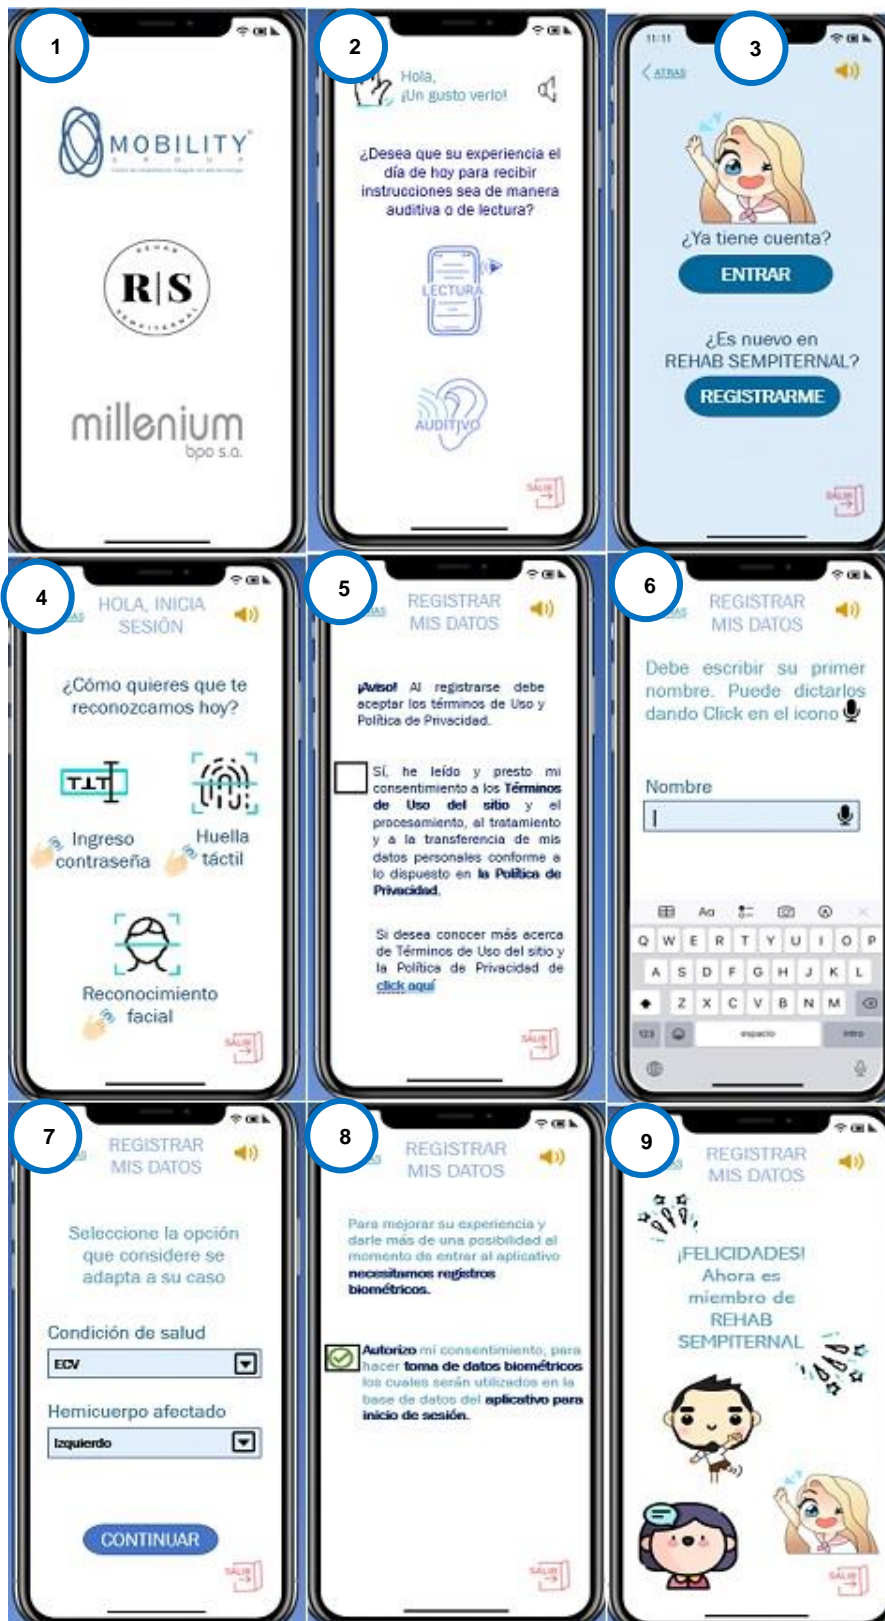 1
MOBILITY
GROUP
R|S
REHAB
SEMPITERNAL
millenium
bpo s.a.
2
Hola,
¡Un gusto verlo!
¿Desea que su experiencia el
día de hoy para recibir
instrucciones sea de manera
auditiva o de lectura?
LECTURA
AUDITIVO
SALIR
3
11:11
ATRAS
¿Ya tiene cuenta?
ENTRAR
¿Es nuevo en
REHAB SEMPITERNAL?
REGISTRARME
SALIR
4
HOLA, INICIA
SESIÓN
¿Cómo quieres que te
reconozcamos hoy?
Ingreso
contraseña
Huella
táctil
Reconocimiento
facial
SALIR
5
REGISTRAR
MIS DATOS
¡Aviso! Al registrarse debe
aceptar los términos de Uso y
Política de Privacidad.
Sí, he leído y presto mi
consentimiento a los Términos
de Uso del sitio y el
procesamiento, al tratamiento
y a la transferencia de mis
datos personales conforme a
lo dispuesto en la Política de
Privacidad.
Si desea conocer más acerca
de Términos de Uso del sitio y
la Política de Privacidad de
click aquí
SALIR
6
REGISTRAR
MIS DATOS
Debe escribir su primer
nombre. Puede dictarlos
dando Click en el icono
Nombre
Aa
Q W E R T Y U I O P
A S D F G H J K L
Z X C V B N M
123 espacio intro
7
REGISTRAR
MIS DATOS
Seleccione la opción
que considere se
adapta a su caso
Condición de salud
ECV
Hemicuerpo afectado
Izquierdo
CONTINUAR
SALIR
8
REGISTRAR
MIS DATOS
Para mejorar su experiencia y
darle más de una posibilidad al
momento de entrar al aplicativo
necesitamos registros
biométricos.
Autorizo mi consentimiento, para
hacer toma de datos biométricos
los cuales serán utilizados en la
base de datos del aplicativo para
inicio de sesión.
SALIR
9
REGISTRAR
MIS DATOS
¡FELICIDADES!
Ahora es
miembro de
REHAB
SEMPITERNAL
SALIR